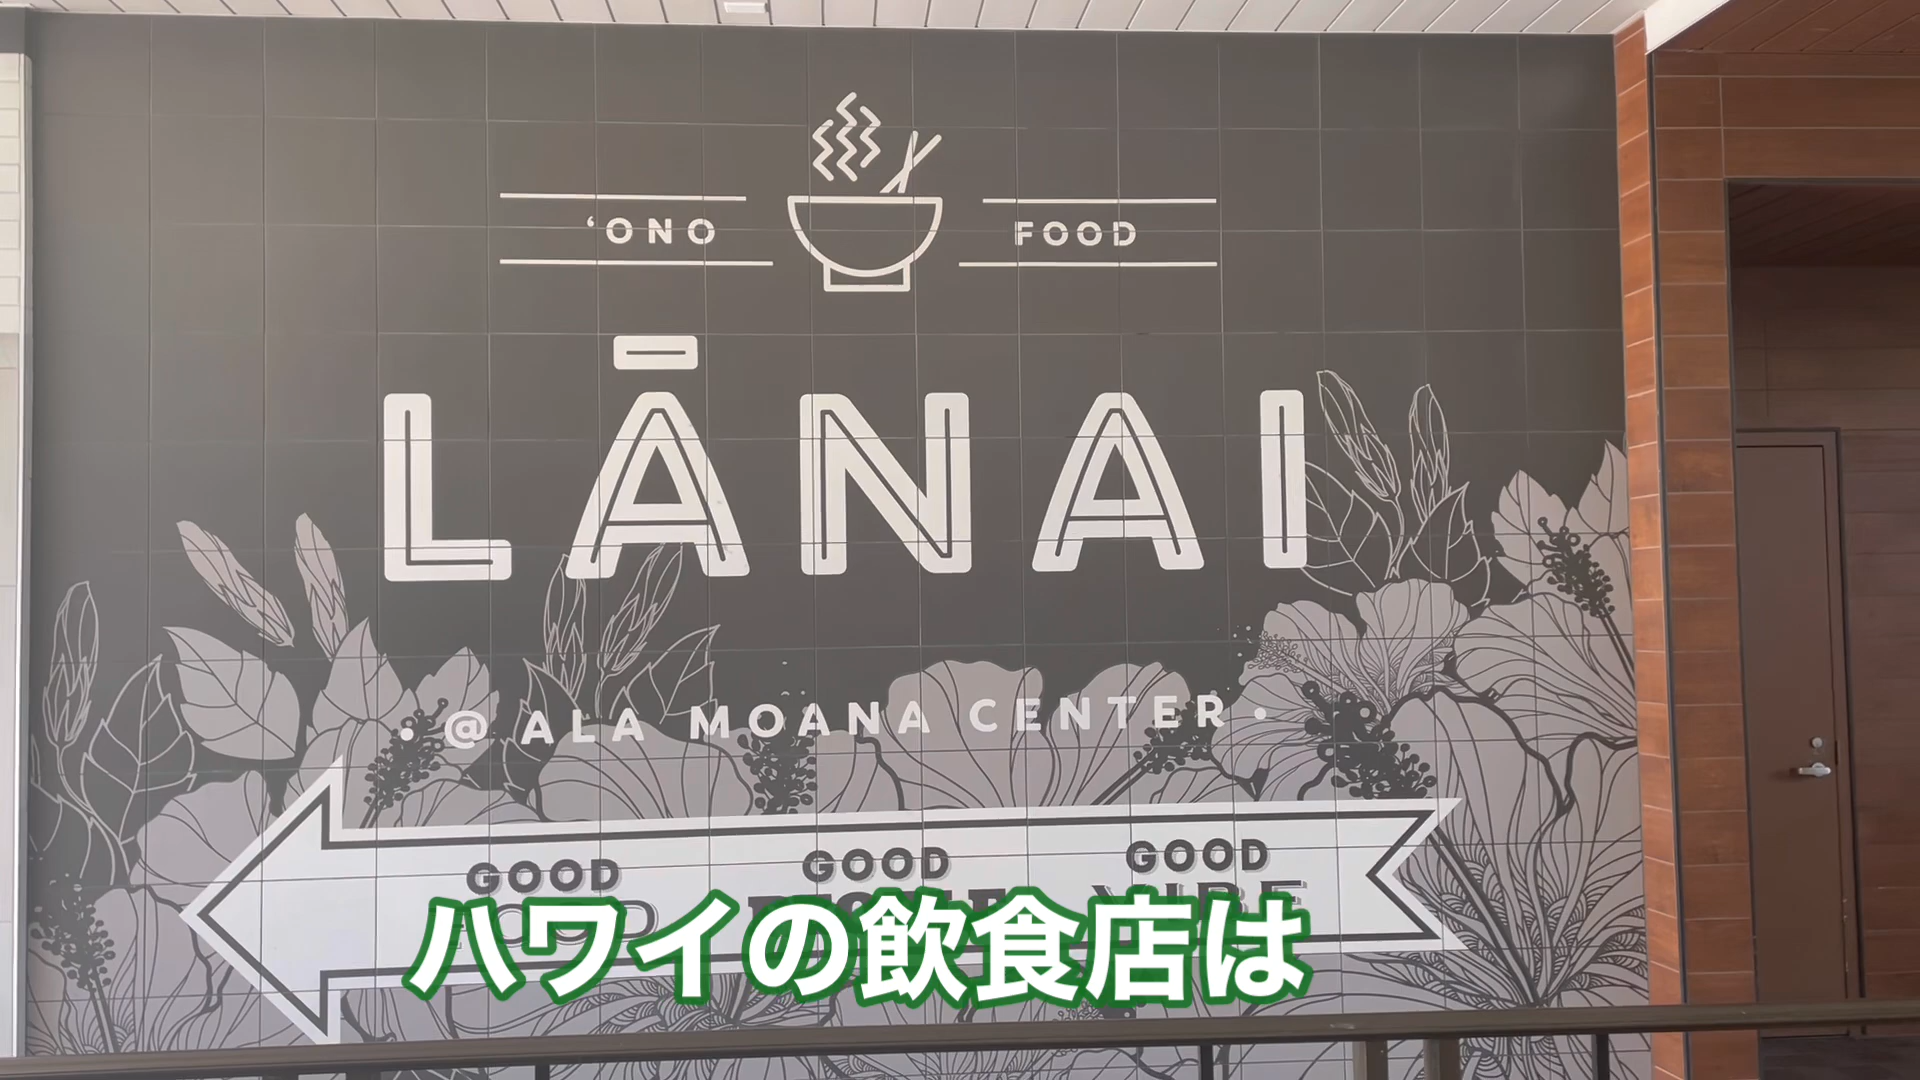 ‘ONO FOOD
LĀNAI
• @ ALA MOANA CENTER •
GOOD GOOD GOOD
ハワイの飲食店は